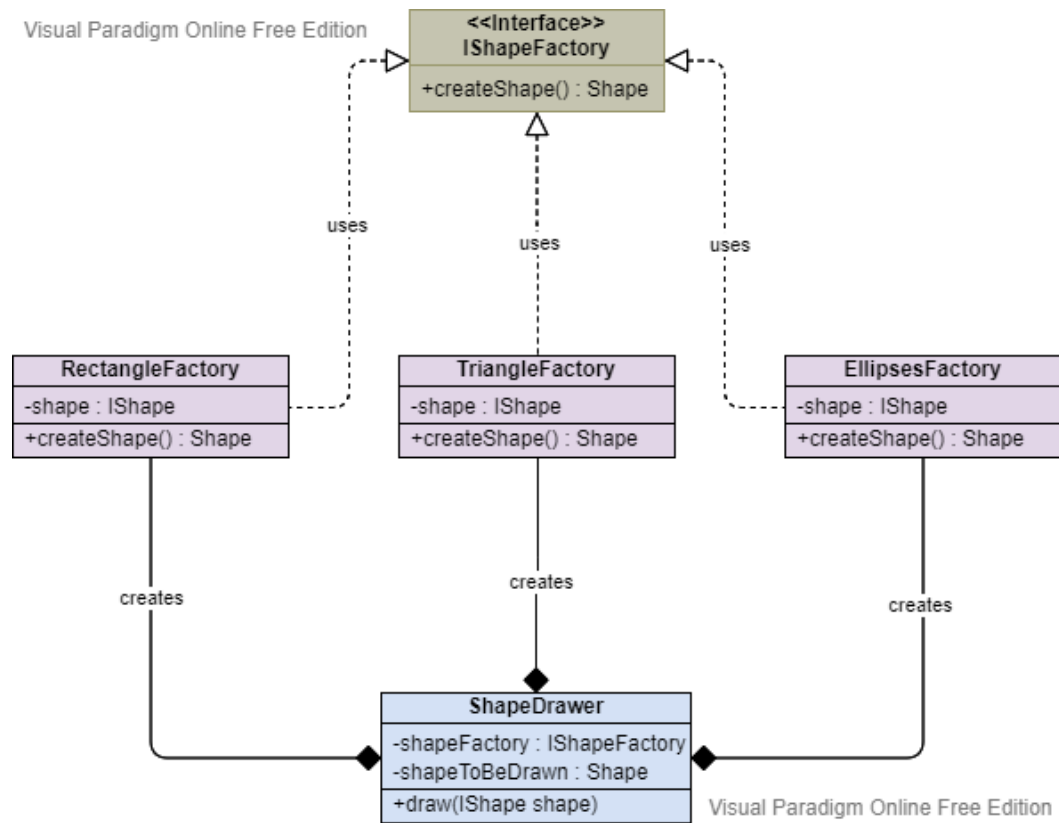 Visual Paradigm Online Free Edition
<<Interface>>
IShapeFactory
+createShape() : Shape
uses
uses
uses
RectangleFactory
-shape : IShape
+createShape() : Shape
TriangleFactory
-shape : IShape
+createShape() : Shape
EllipsesFactory
-shape : IShape
+createShape() : Shape
creates
creates
creates
ShapeDrawer
-shapeFactory : IShapeFactory
-shapeToBeDrawn : Shape
+draw(IShape shape)
Visual Paradigm Online Free Edition